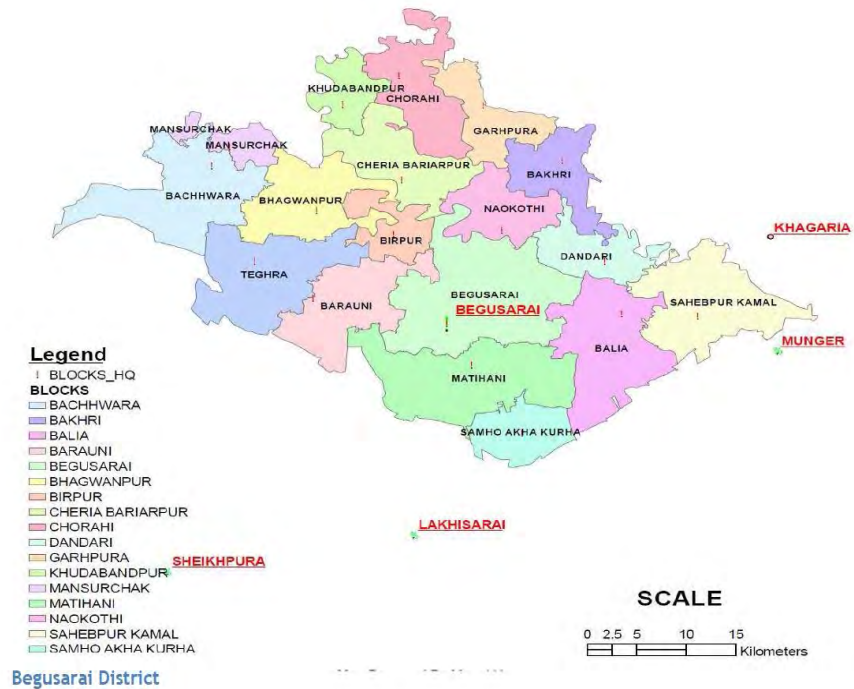 KHUDABANDPUR
CHORAHI
MANSURCHAK
GARHPURA
MANSURCHAK
CHERIA BARIARPUR
BAKHRI
BACHHWARA
BHAGWANPUR
NAOKOTHI
KHAGARIA
BIRPUR
DANDARI
TEGHRA
BEGUSARAI
SAHEBPUR KAMAL
BARAUNI
BEGUSARAI
MUNGER
BALIA
MATIHANI
SAMHO AKHA KURHA
LAKHISARAI
SHEIKHPURA
Legend
! BLOCKS_HQ
BLOCKS
BACHHWARA
BAKHRI
BALIA
BARAUNI
BEGUSARAI
BHAGWANPUR
BIRPUR
CHERIA BARIARPUR
CHORAHI
DANDARI
GARHPURA
KHUDABANDPUR
MANSURCHAK
MATIHANI
NAOKOTHI
SAHEBPUR KAMAL
SAMHO AKHA KURHA
SCALE
0 2.5 5 10 15
Kilometers
Begusarai District